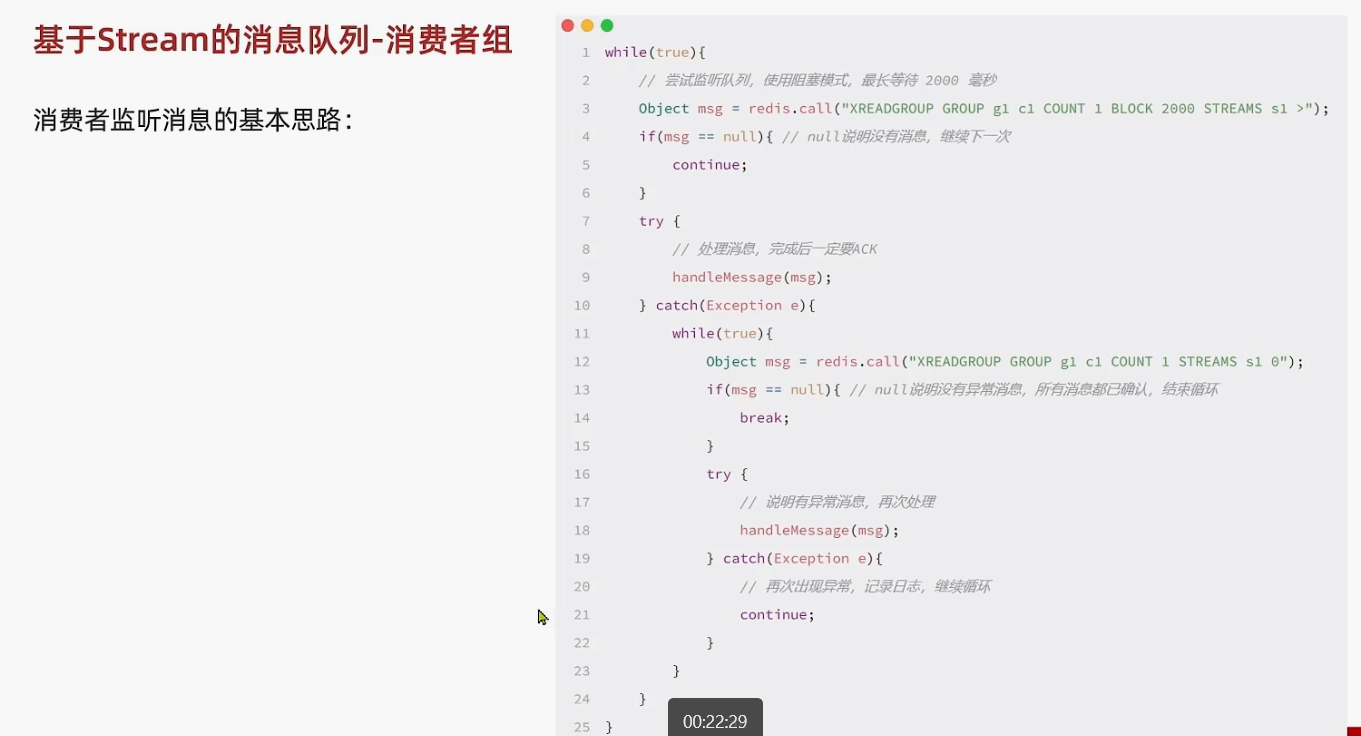 基于Stream的消息队列-消费者组
消费者监听消息的基本思路：
1 while(true){
2 // 尝试监听队列，使用阻塞模式，最长等待 2000 毫秒
3 Object msg = redis.call("XREADGROUP GROUP g1 c1 COUNT 1 BLOCK 2000 STREAMS s1 >");
4 if(msg == null){ // null说明没有消息，继续下一次
5 continue;
6 }
7 try {
8 // 处理消息，完成后一定要ACK
9 handleMessage(msg);
10 } catch(Exception e){
11 while(true){
12 Object msg = redis.call("XREADGROUP GROUP g1 c1 COUNT 1 STREAMS s1 0");
13 if(msg == null){ // null说明没有异常消息，所有消息都已确认，结束循环
14 break;
15 }
16 try {
17 // 说明有异常消息，再次处理
18 handleMessage(msg);
19 } catch(Exception e){
20 // 再次出现异常，记录日志，继续循环
21 continue;
22 }
23 }
24 }
25 }
00:22:29